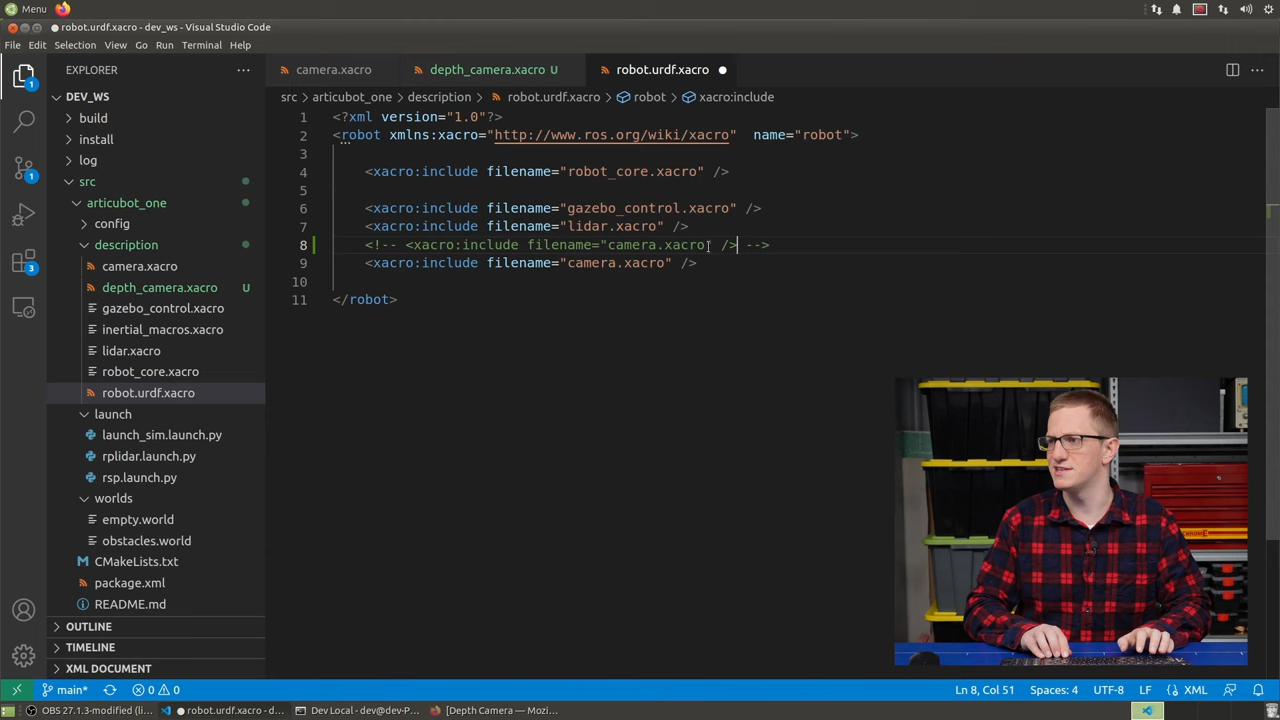 Menu
robot.urdf.xacro - dev_ws - Visual Studio Code
File Edit Selection View Go Run Terminal Help
EXPLORER
camera.xacro
depth_camera.xacro U
robot.urdf.xacro
DEV_WS
src > articubot_one > description > robot.urdf.xacro > robot > xacro:include
build
install
log
src
articubot_one
config
description
camera.xacro
depth_camera.xacro U
gazebo_control.xacro
inertial_macros.xacro
lidar.xacro
robot_core.xacro
robot.urdf.xacro
launch
launch_sim.launch.py
rplidar.launch.py
rsp.launch.py
worlds
empty.world
obstacles.world
CMakeLists.txt
package.xml
README.md
OUTLINE
TIMELINE
XML DOCUMENT
1
1
3
1 <?xml version="1.0"?>
2 <robot xmlns:xacro="http://www.ros.org/wiki/xacro"  name="robot">
3
4 <xacro:include filename="robot_core.xacro" />
5
6 <xacro:include filename="gazebo_control.xacro" />
7 <xacro:include filename="lidar.xacro" />
8 <!-- <xacro:include filename="camera.xacro" /> -->
9 <xacro:include filename="camera.xacro" />
10
11 </robot>
CHROME
main* 0 0 Ln 8, Col 51 Spaces: 4 UTF-8 LF XML
OBS 27.1.3-modified (li... robot.urdf.xacro - d... Dev Local - dev@dev-P... [Depth Camera — Mozi...